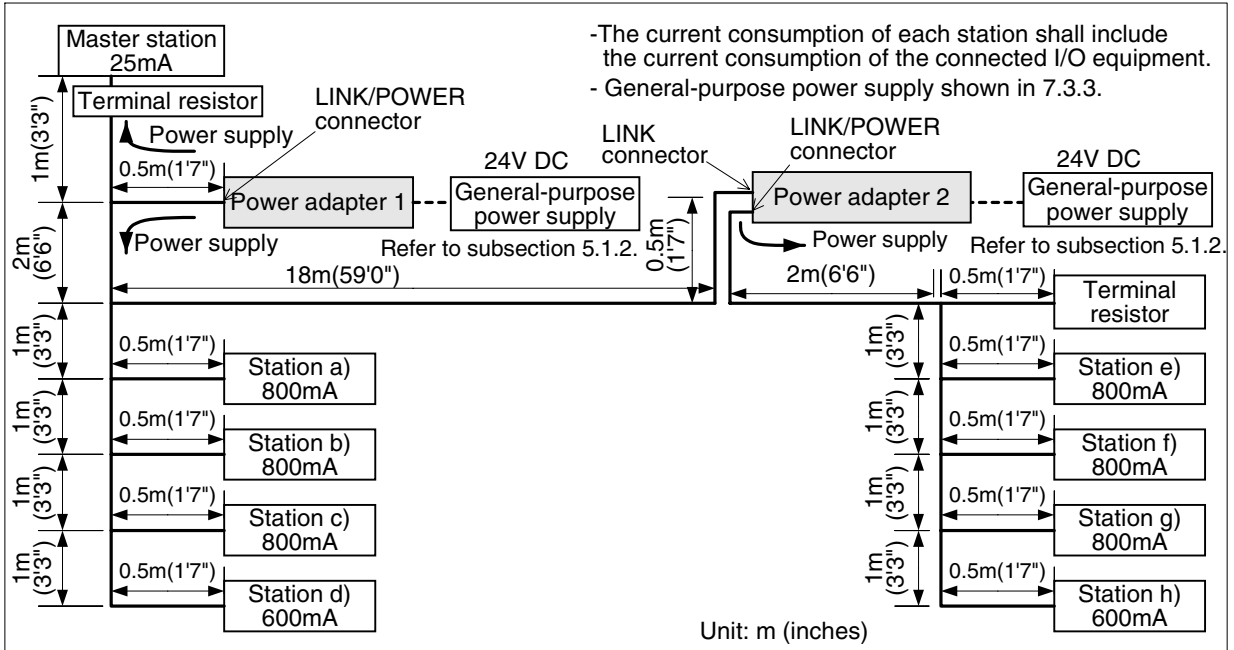 Master station
25mA
-The current consumption of each station shall include
the current consumption of the connected I/O equipment.
- General-purpose power supply shown in 7.3.3.
Terminal resistor
LINK/POWER
connector
Power supply
1m(3'3")
0.5m(1'7")
Power adapter 1
24V DC
General-purpose
power supply
Refer to subsection 5.1.2.
LINK
connector
LINK/POWER
connector
Power adapter 2
24V DC
General-purpose
power supply
Refer to subsection 5.1.2.
Power supply
2m
(6'6")
0.5m
(1'7")
Power supply
18m(59'0")
2m(6'6")
0.5m(1'7")
Terminal
resistor
1m
(3'3")
0.5m(1'7")
Station a)
800mA
1m
(3'3")
0.5m(1'7")
Station b)
800mA
1m
(3'3")
0.5m(1'7")
Station c)
800mA
1m
(3'3")
0.5m(1'7")
Station d)
600mA
1m
(3'3")
0.5m(1'7")
Station e)
800mA
1m
(3'3")
0.5m(1'7")
Station f)
800mA
1m
(3'3")
0.5m(1'7")
Station g)
800mA
1m
(3'3")
0.5m(1'7")
Station h)
600mA
Unit: m (inches)